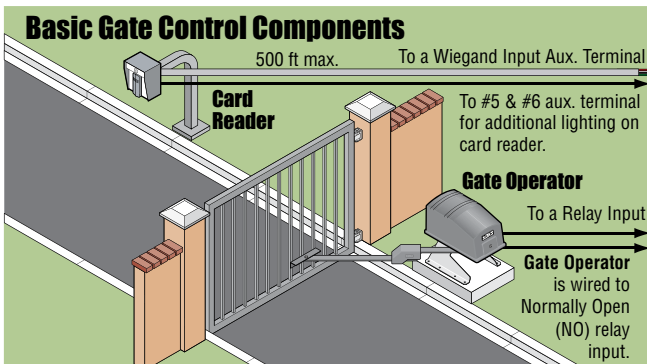 Basic Gate Control Components
500 ft max.
To a Wiegand Input Aux. Terminal
Card
Reader
To #5 & #6 aux. terminal
for additional lighting on
card reader.
Gate Operator
To a Relay Input
Gate Operator
is wired to
Normally Open
(NO) relay
input.